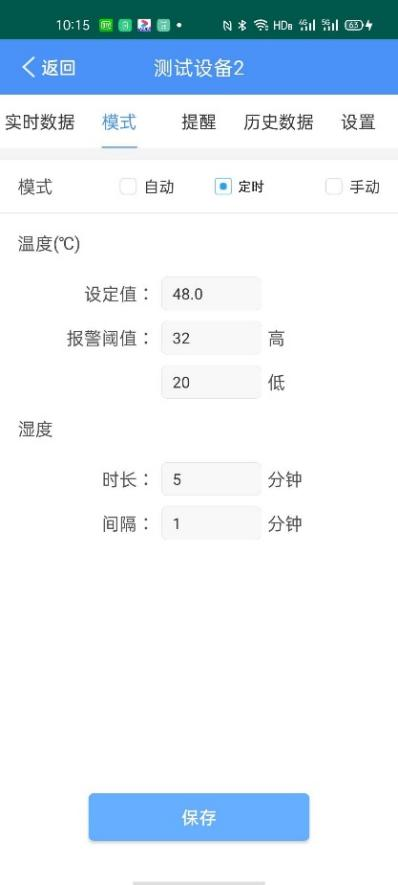 10:15 HD 4G 5G 63
返回 测试设备2
实时数据 模式 提醒 历史数据 设置
模式 自动 定时 手动
温度(℃)
设定值： 48.0
报警阈值： 32 高
20 低
湿度
时长： 5 分钟
间隔： 1 分钟
保存